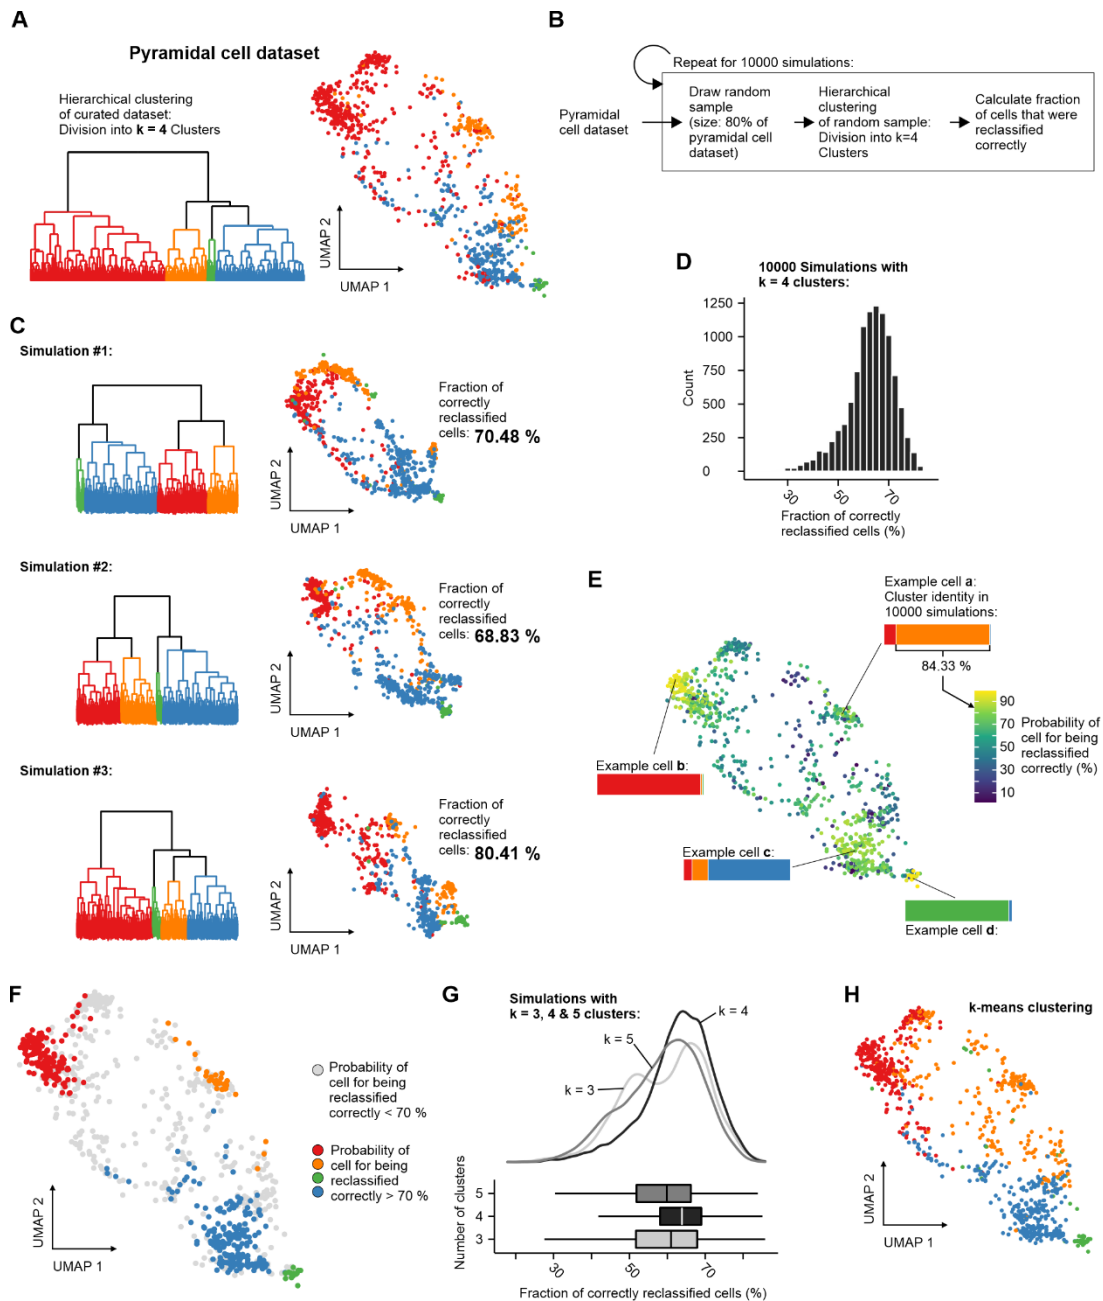 A
Pyramidal cell dataset
Hierarchical clustering
of curated dataset:
Division into k = 4 Clusters
UMAP 2
UMAP 1
B
Repeat for 10000 simulations:
Pyramidal
cell dataset
Draw random
sample
(size: 80% of
pyramidal cell
dataset)
Hierarchical
clustering
of random sample:
Division into k=4
Clusters
Calculate fraction
of cells that were
reclassified
correctly
C
Simulation #1:
UMAP 2
UMAP 1
Fraction of
correctly
reclassified
cells: 70.48 %
Simulation #2:
UMAP 2
UMAP 1
Fraction of
correctly
reclassified
cells: 68.83 %
Simulation #3:
UMAP 2
UMAP 1
Fraction of
correctly
reclassified
cells: 80.41 %
D
10000 Simulations with
k = 4 clusters:
Count
1250
1000
750
500
250
0
30
50
70
Fraction of correctly
reclassified cells (%)
E
Example cell a:
Cluster identity in
10000 simulations:
84.33 %
90
70
50
30
10
Probability of
cell for being
reclassified
correctly (%)
Example cell b:
Example cell c:
Example cell d:
F
UMAP 2
UMAP 1
Probability of
cell for being
reclassified
correctly < 70 %
Probability of
cell for being
reclassified
correctly > 70 %
G
Simulations with
k = 3, 4 & 5 clusters:
k = 4
k = 5
k = 3
Number of clusters
5
4
3
30
50
70
Fraction of correctly reclassified cells (%)
H
k-means clustering
UMAP 2
UMAP 1